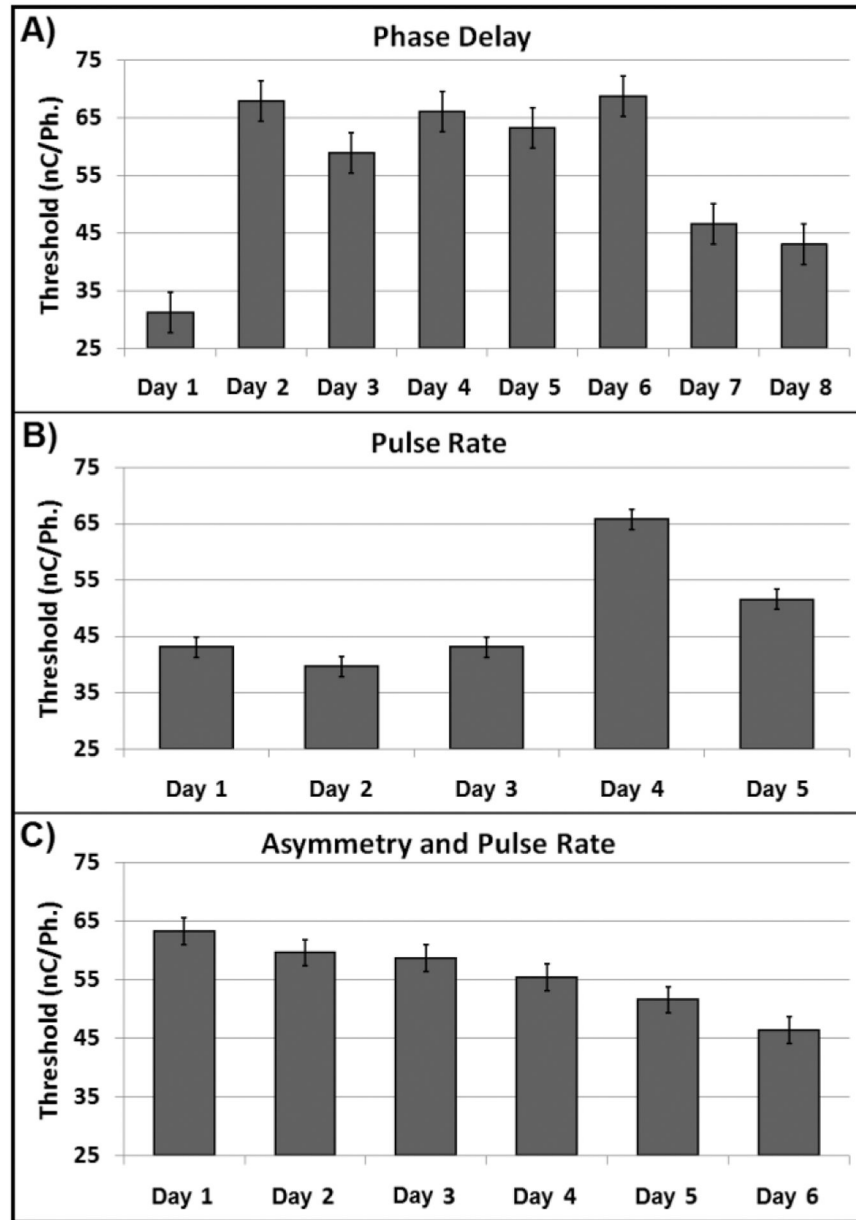 A)
Phase Delay
Threshold (nC/Ph.)
75
65
55
45
35
25
Day 1 Day 2 Day 3 Day 4 Day 5 Day 6 Day 7 Day 8
B)
Pulse Rate
Threshold (nC/Ph.)
75
65
55
45
35
25
Day 1 Day 2 Day 3 Day 4 Day 5
C)
Asymmetry and Pulse Rate
Threshold (nC/Ph.)
75
65
55
45
35
25
Day 1 Day 2 Day 3 Day 4 Day 5 Day 6